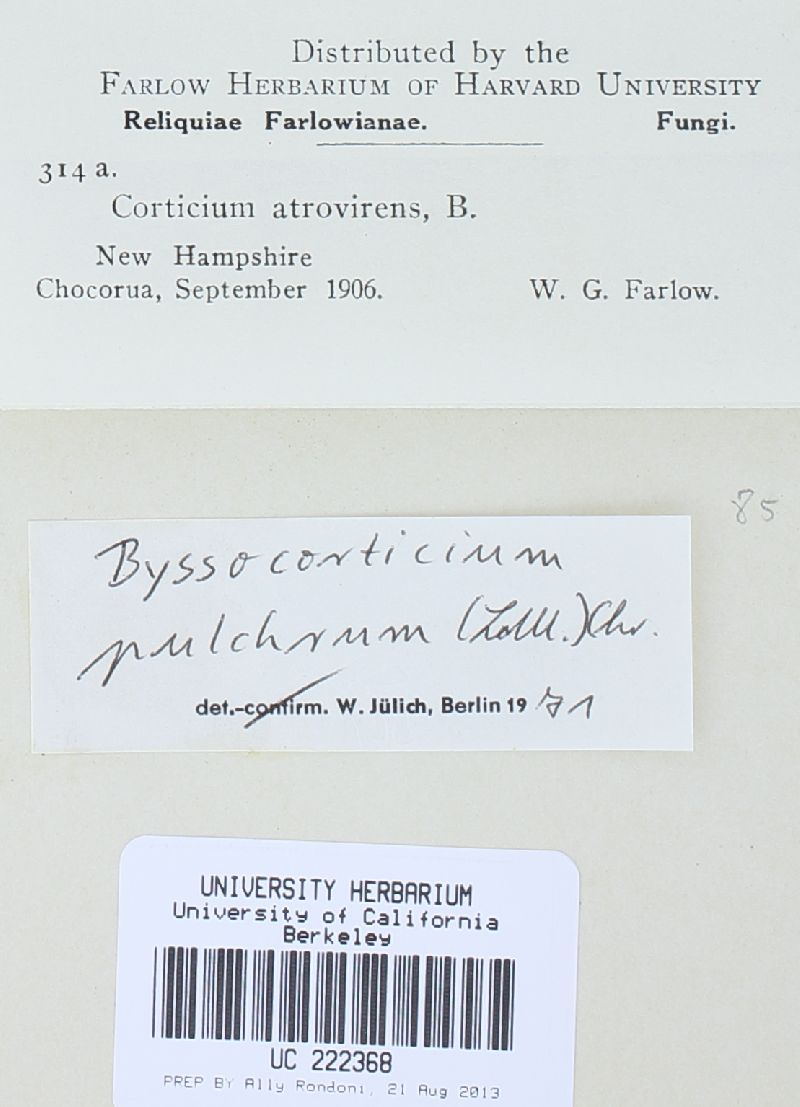 Distributed by the
FARLOW HERBARIUM OF HARVARD UNIVERSITY
Reliquiae Farlowianae. Fungi.
314 a.
Corticium atrovirens, B.
New Hampshire
Chocorua, September 1906. W. G. Farlow.
85
Byssocorticium
pulchrum (Lund.) Chr.
det.-confirm. W. Jülich, Berlin 19 71
UNIVERSITY HERBARIUM
University of California
Berkeley
UC 222368
PREP BY Ally Rondoni, 21 Aug 2013